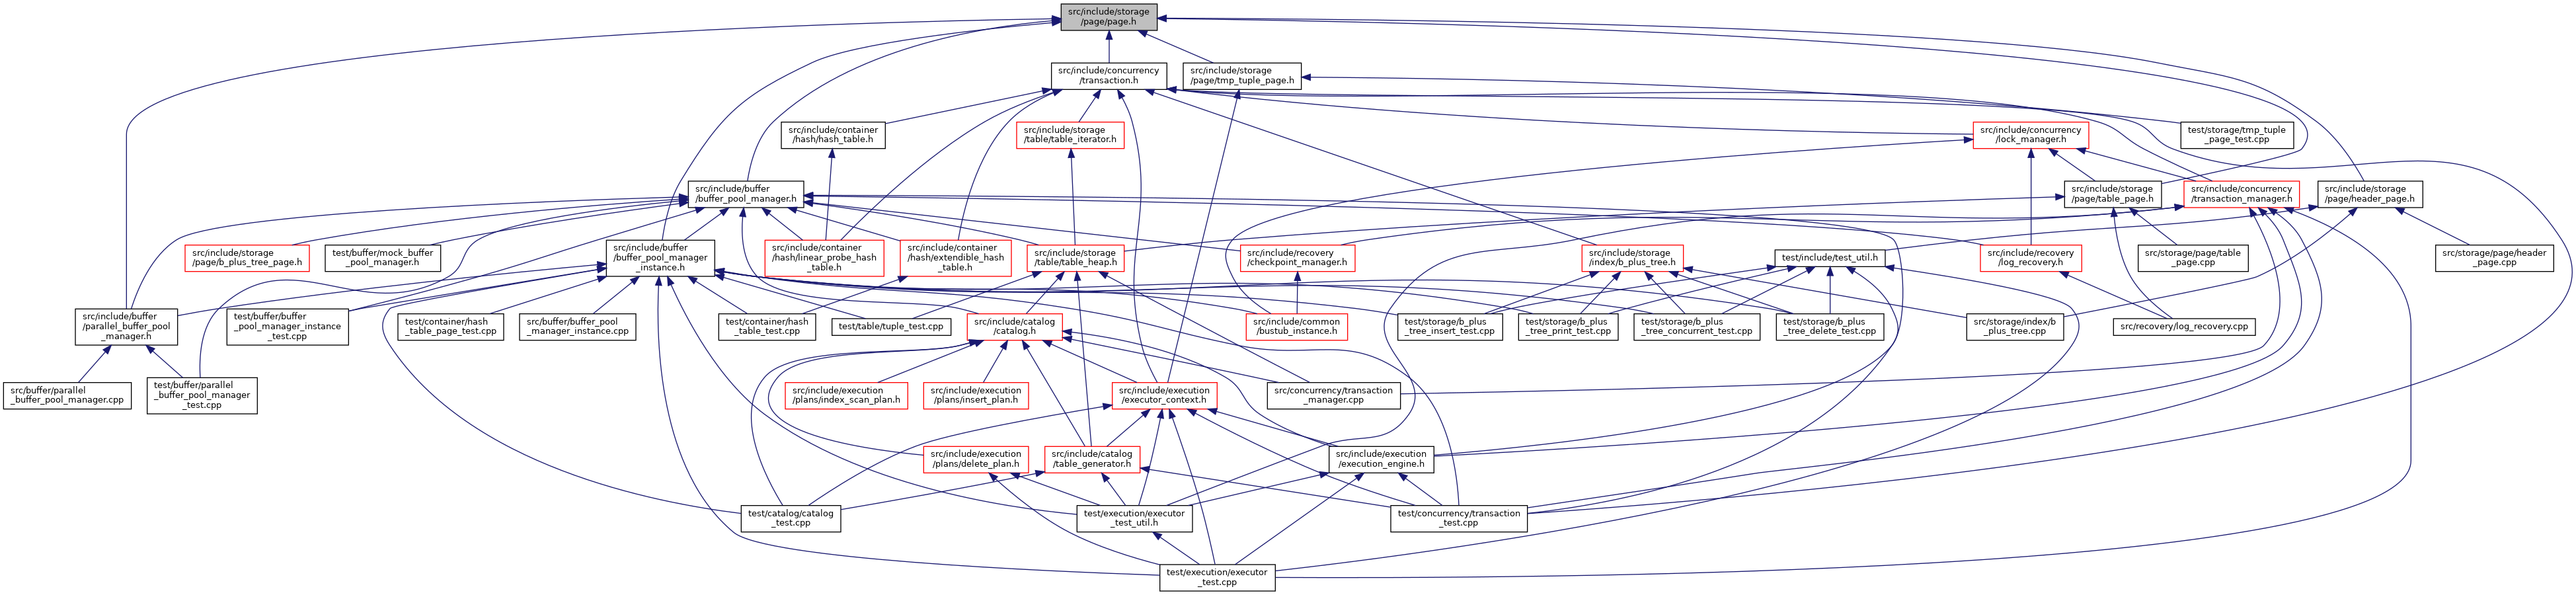 src/include/storage
/page/page.h
src/include/concurrency
/transaction.h
src/include/storage
/page/tmp_tuple_page.h
src/include/container
/hash/hash_table.h
src/include/storage
/table/table_iterator.h
src/include/concurrency
/lock_manager.h
test/storage/tmp_tuple
_page_test.cpp
src/include/buffer
/buffer_pool_manager.h
src/include/storage
/page/table_page.h
src/include/concurrency
/transaction_manager.h
src/include/storage
/page/header_page.h
src/include/storage
/page/b_plus_tree_page.h
test/buffer/mock_buffer
_pool_manager.h
src/include/buffer
/buffer_pool_manager
_instance.h
src/include/container
/hash/linear_probe_hash
_table.h
src/include/container
/hash/extendible_hash
_table.h
src/include/storage
/table/table_heap.h
src/include/recovery
/checkpoint_manager.h
src/include/storage
/index/b_plus_tree.h
test/include/test_util.h
src/include/recovery
/log_recovery.h
src/storage/page/table
_page.cpp
src/storage/page/header
_page.cpp
src/include/buffer
/parallel_buffer_pool
_manager.h
test/buffer/buffer
_pool_manager_instance
_test.cpp
test/container/hash
_table_page_test.cpp
src/buffer/buffer_pool
_manager_instance.cpp
test/container/hash
_table_test.cpp
test/table/tuple_test.cpp
src/include/catalog
/catalog.h
src/include/common
/bustub_instance.h
test/storage/b_plus
_tree_insert_test.cpp
test/storage/b_plus
_tree_print_test.cpp
test/storage/b_plus
_tree_concurrent_test.cpp
test/storage/b_plus
_tree_delete_test.cpp
src/storage/index/b
_plus_tree.cpp
src/recovery/log_recovery.cpp
src/buffer/parallel
_buffer_pool_manager.cpp
test/buffer/parallel
_buffer_pool_manager
_test.cpp
src/include/execution
/plans/index_scan_plan.h
src/include/execution
/plans/insert_plan.h
src/include/execution
/executor_context.h
src/concurrency/transaction
_manager.cpp
src/include/execution
/plans/delete_plan.h
src/include/catalog
/table_generator.h
src/include/execution
/execution_engine.h
test/catalog/catalog
_test.cpp
test/execution/executor
_test_util.h
test/concurrency/transaction
_test.cpp
test/execution/executor
_test.cpp